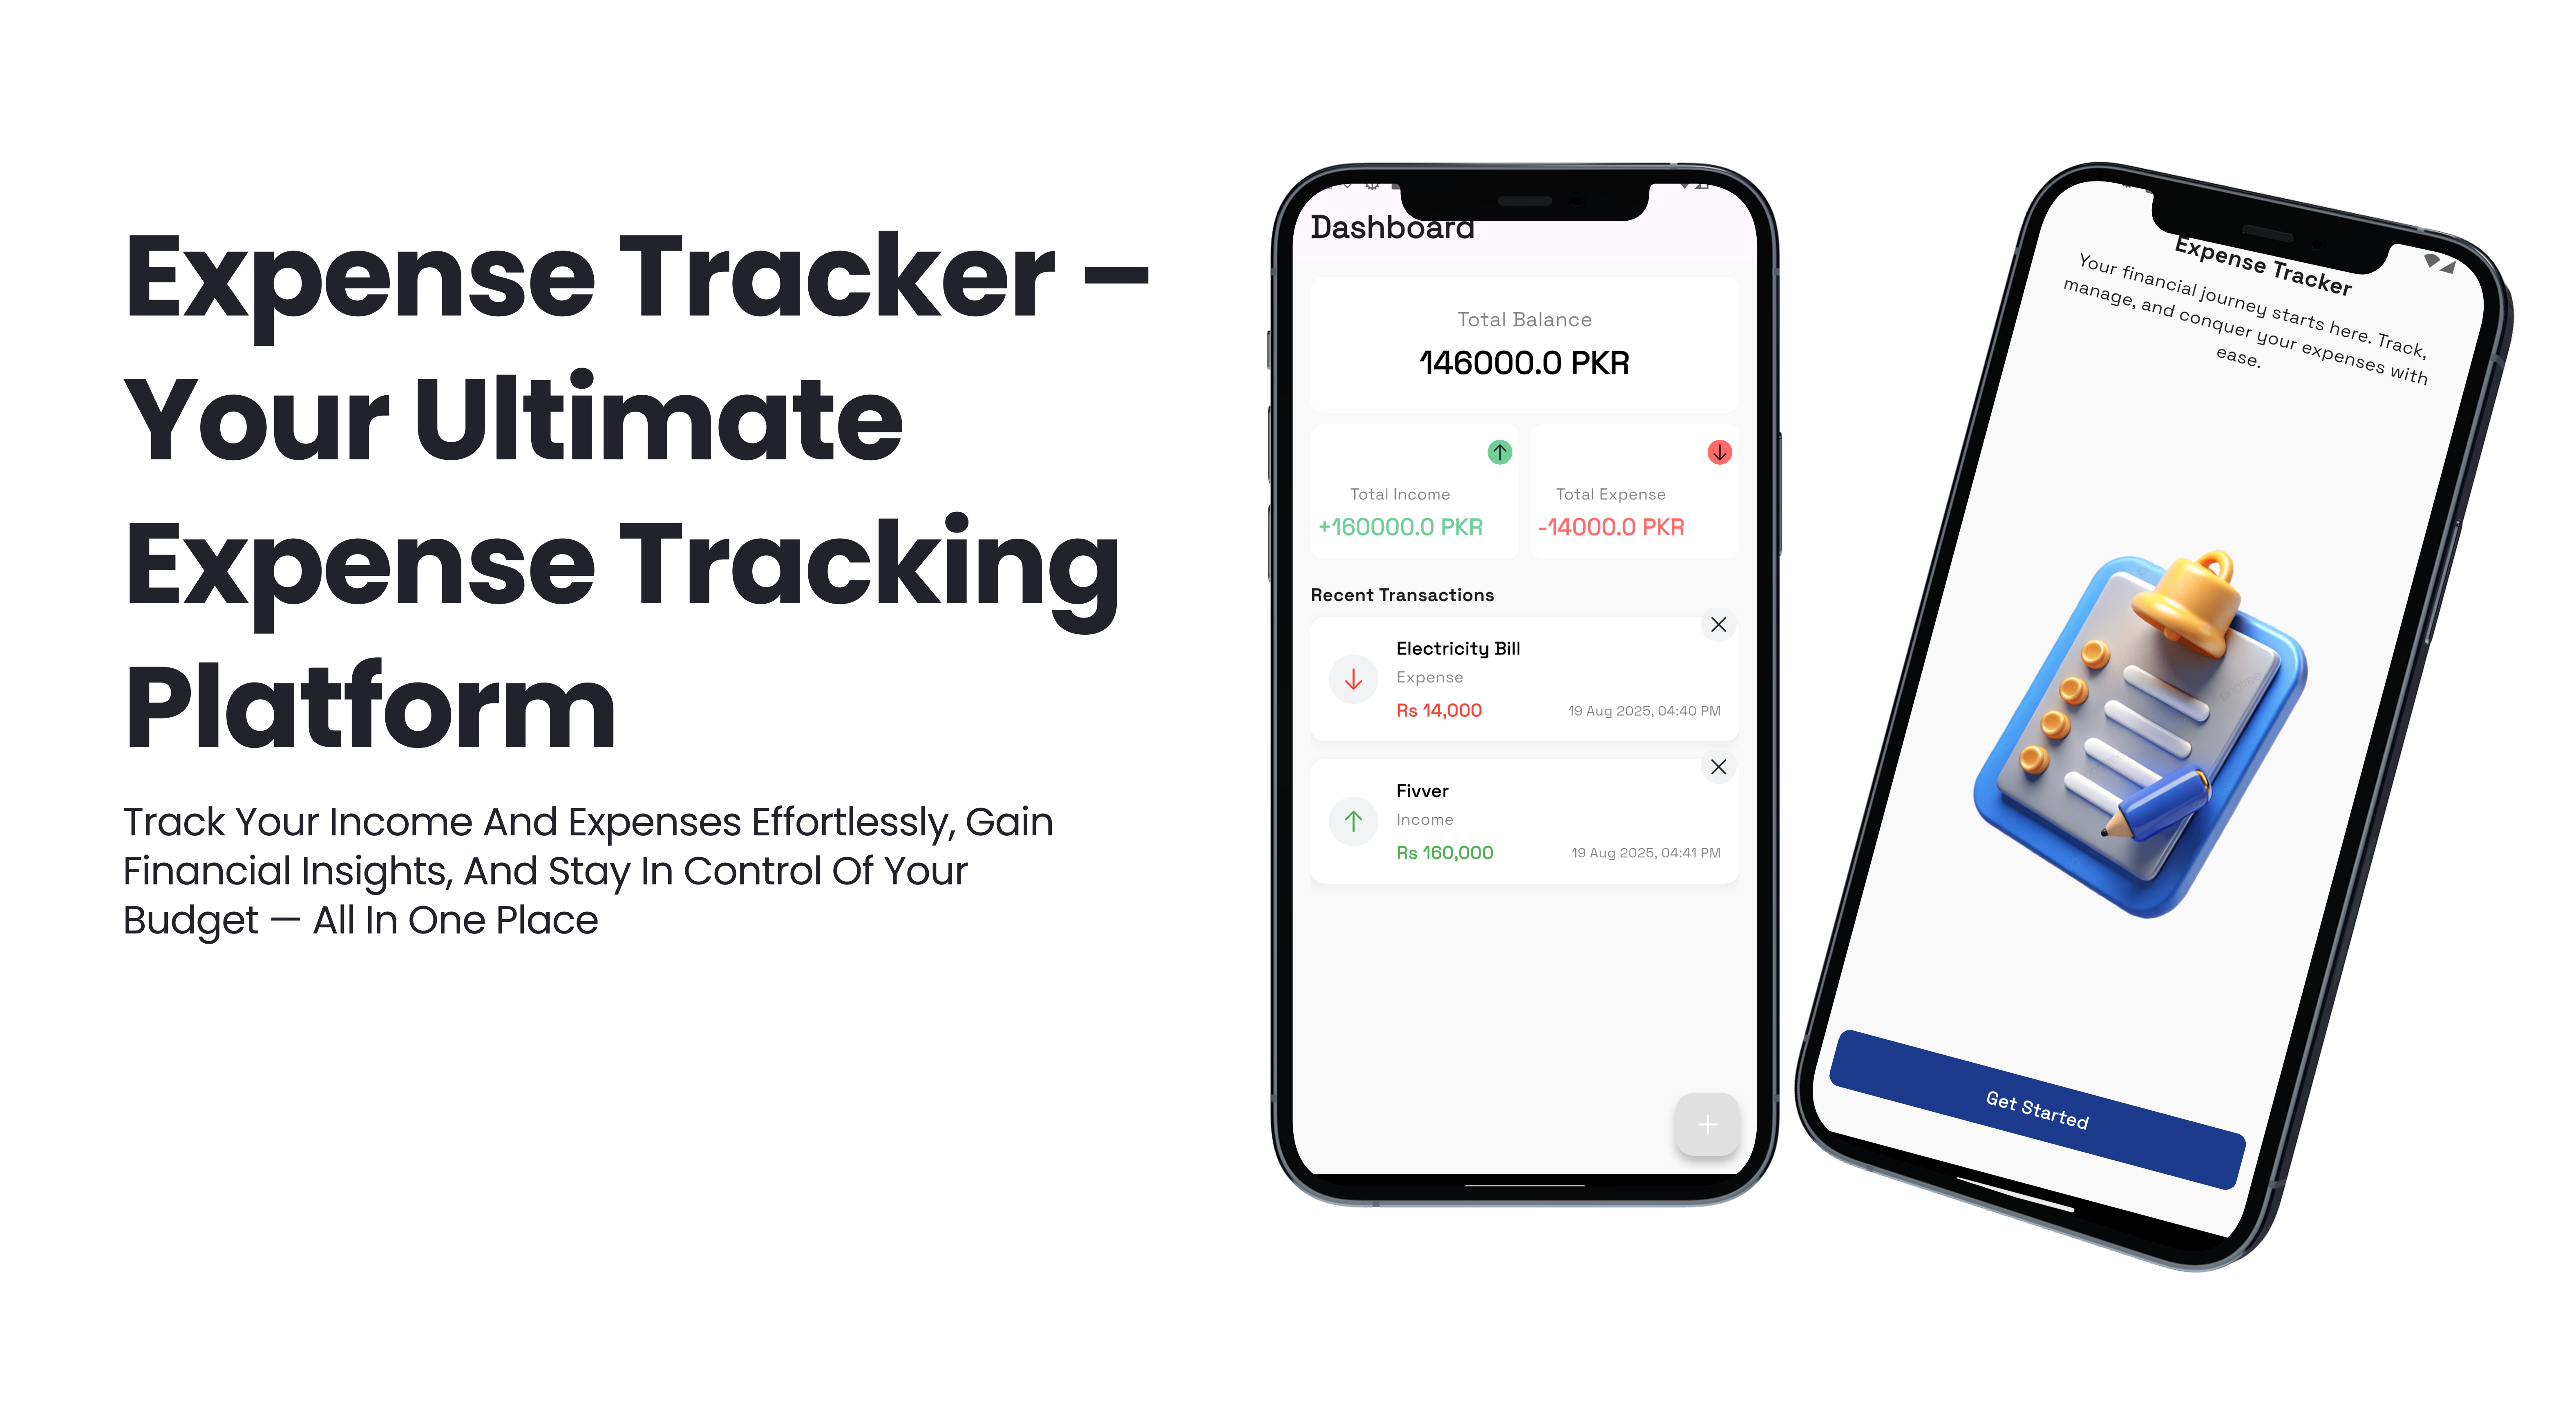 Expense Tracker –
Your Ultimate
Expense Tracking
Platform
Track Your Income And Expenses Effortlessly, Gain
Financial Insights, And Stay In Control Of Your
Budget — All In One Place
Dashboard
Total Balance
146000.0 PKR
Total Income
+160000.0 PKR
Total Expense
-14000.0 PKR
Recent Transactions
Electricity Bill
Expense
Rs 14,000
19 Aug 2025, 04:40 PM
Fivver
Income
Rs 160,000
19 Aug 2025, 04:41 PM
Expense Tracker
Your financial journey starts here. Track,
manage, and conquer your expenses with
ease.
Get Started